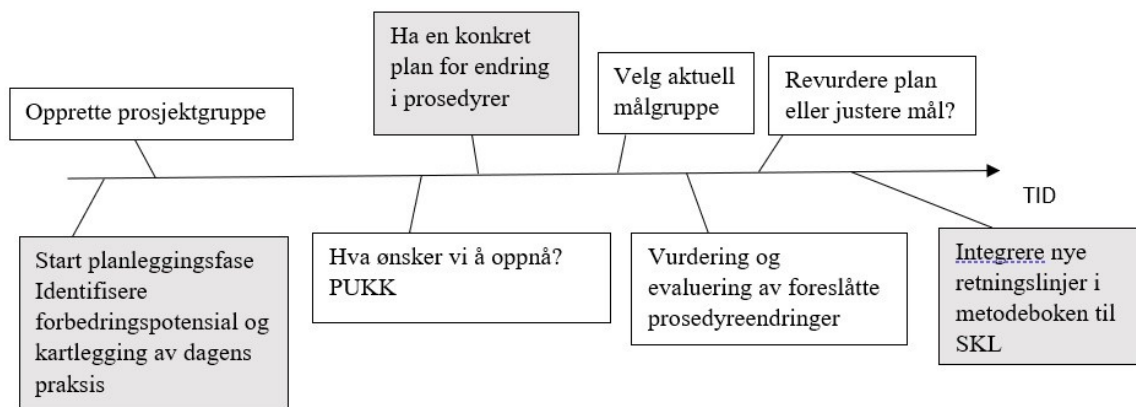 Opprette prosjektgruppe
Ha en konkret
plan for endring
i prosedyrer
Velg aktuell
målgruppe
Revurdere plan
eller justere mål?
TID
Start planleggingsfase
Identifisere
forbedringspotensial og
kartlegging av dagens
praksis
Hva ønsker vi å oppnå?
PUKK
Vurdering og
evaluering av foreslåtte
prosedyreendringer
Integrere nye
retningslinjer i
metodeboken til
SKL